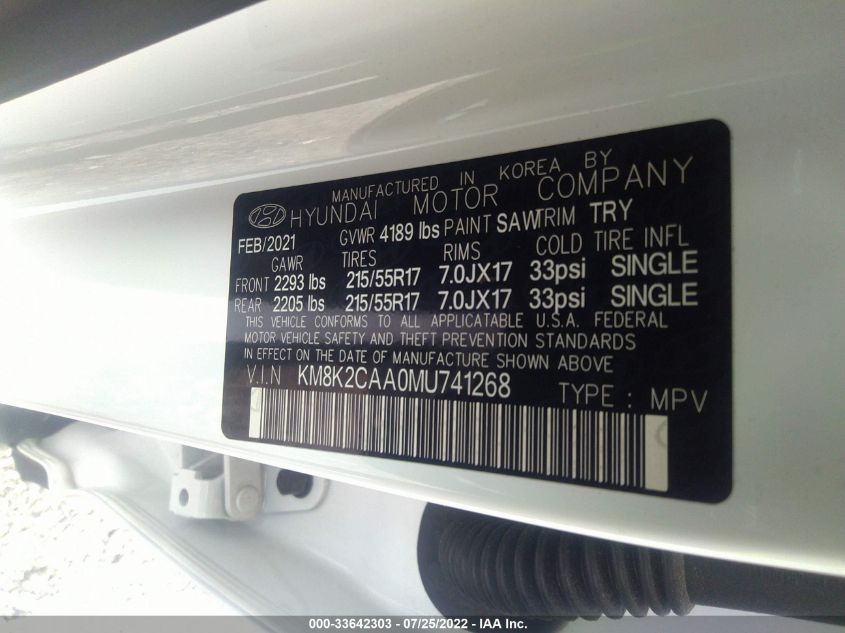 MANUFACTURED IN KOREA BY
HYUNDAI MOTOR COMPANY
FEB/2021 GVWR 4189 lbs PAINT SAW TRIM TRY
GAWR TIRES RIMS COLD TIRE INFL
FRONT 2293 lbs 215/55R17 7.0JX17 33psi SINGLE
REAR 2205 lbs 215/55R17 7.0JX17 33psi SINGLE
THIS VEHICLE CONFORMS TO ALL APPLICATABLE U.S.A. FEDERAL
MOTOR VEHICLE SAFETY AND THEFT PREVENTION STANDARDS
IN EFFECT ON THE DATE OF MANUFACTURE SHOWN ABOVE
V.I.N KM8K2CAA0MU741268 TYPE : MPV
000-33642303 - 07/25/2022 - IAA Inc.